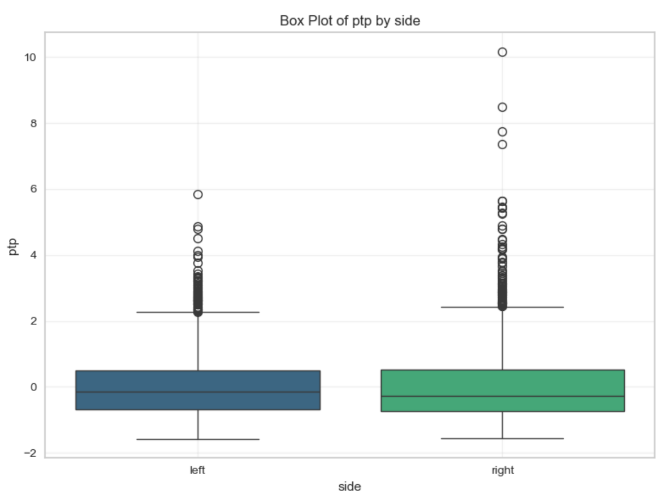 Box Plot of ptp by side
10
8
6
4
2
0
−2
ptp
left
right
side